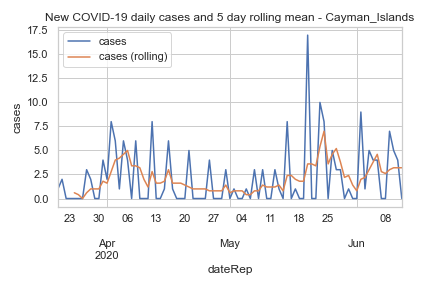 New COVID-19 daily cases and 5 day rolling mean - Cayman_Islands
17.5
15.0
12.5
10.0
7.5
5.0
2.5
0.0
cases
cases
cases (rolling)
23 30 06 13 20 27 04 11 18 25 08
Apr 2020 May Jun
dateRep